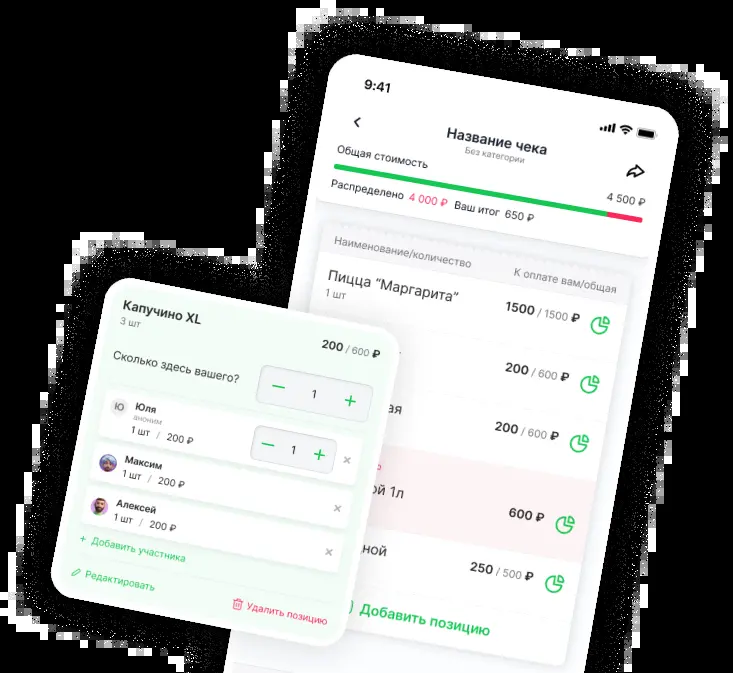 9:41
Название чека
Без категории
Общая стоимость
4 500 ₽
Распределено 4 000 ₽ Ваш итог 650 ₽
Наименование/количество
К оплате вам/общая
Пицца “Маргарита”
1 шт
1500 / 1500 ₽
200 / 600 ₽
ая
200 / 600 ₽
ой 1л
600 ₽
ной
250 / 500 ₽
Добавить позицию
Капучино XL
3 шт
200 / 600 ₽
Сколько здесь вашего?
− 1 +
Ю
Юля
аноним
1 шт / 200 ₽
− 1 + ×
Максим
1 шт / 200 ₽
×
Алексей
1 шт / 200 ₽
×
+ Добавить участника
Редактировать
Удалить позицию